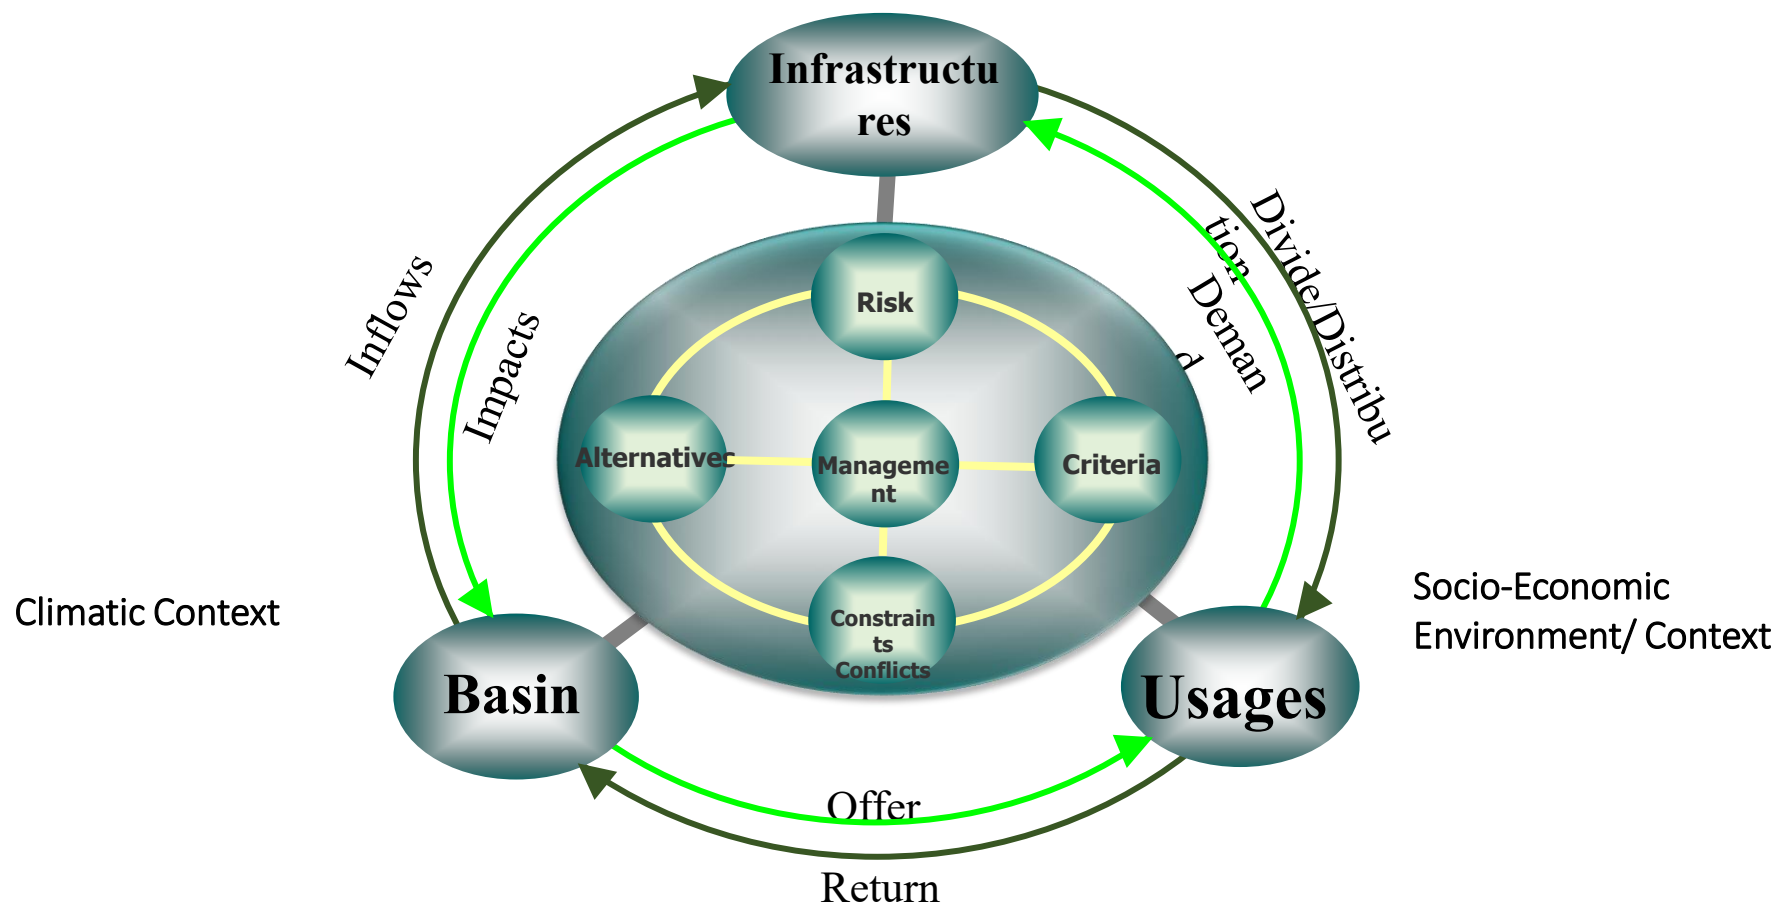 Infrastructu
res
Inflows
Impacts
Divide/Distribu
tion
Deman
d
Risk
Alternatives
Manageme
nt
Criteria
Constrain
ts
Conflicts
Climatic Context
Socio-Economic
Environment/ Context
Basin
Usages
Offer
Return